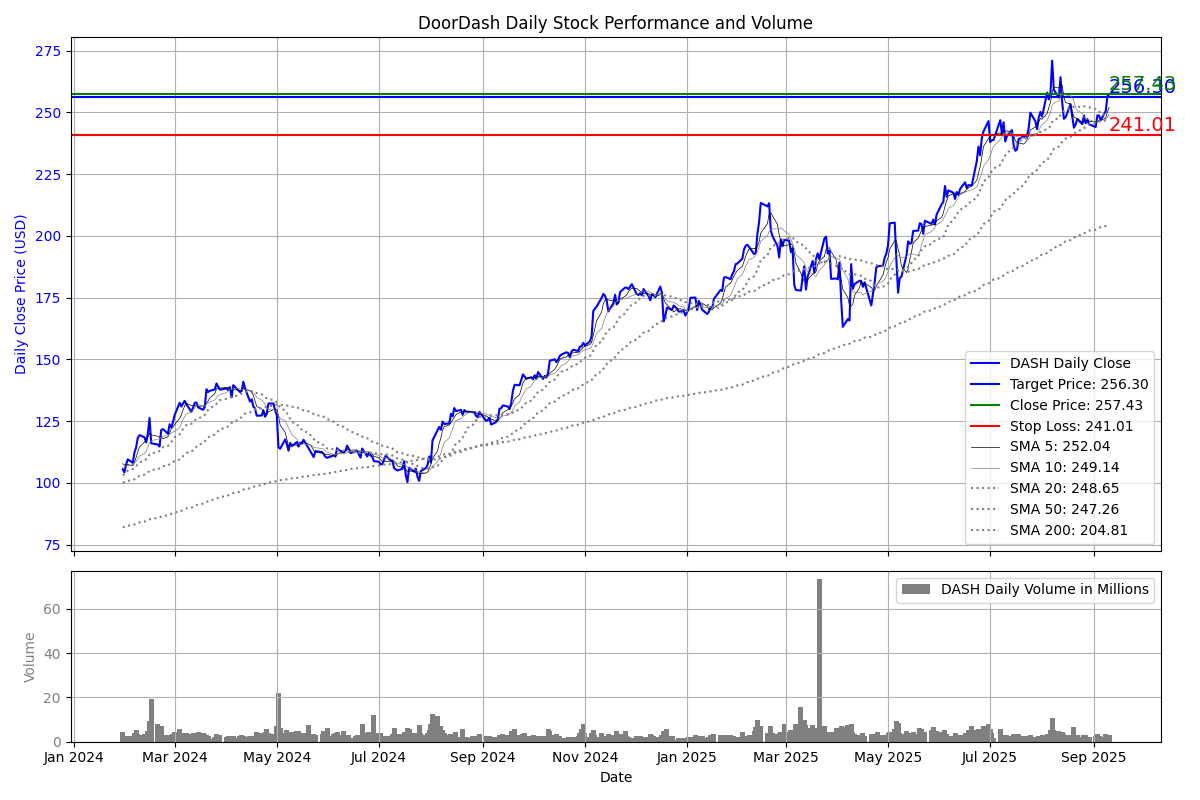 DoorDash Daily Stock Performance and Volume
Daily Close Price (USD)
275
250
225
200
175
150
125
100
75
257.43
256.30
241.01
DASH Daily Close
Target Price: 256.30
Close Price: 257.43
Stop Loss: 241.01
SMA 5: 252.04
SMA 10: 249.14
SMA 20: 248.65
SMA 50: 247.26
SMA 200: 204.81
Volume
60
40
20
0
DASH Daily Volume in Millions
Jan 2024 Mar 2024 May 2024 Jul 2024 Sep 2024 Nov 2024 Jan 2025 Mar 2025 May 2025 Jul 2025 Sep 2025
Date